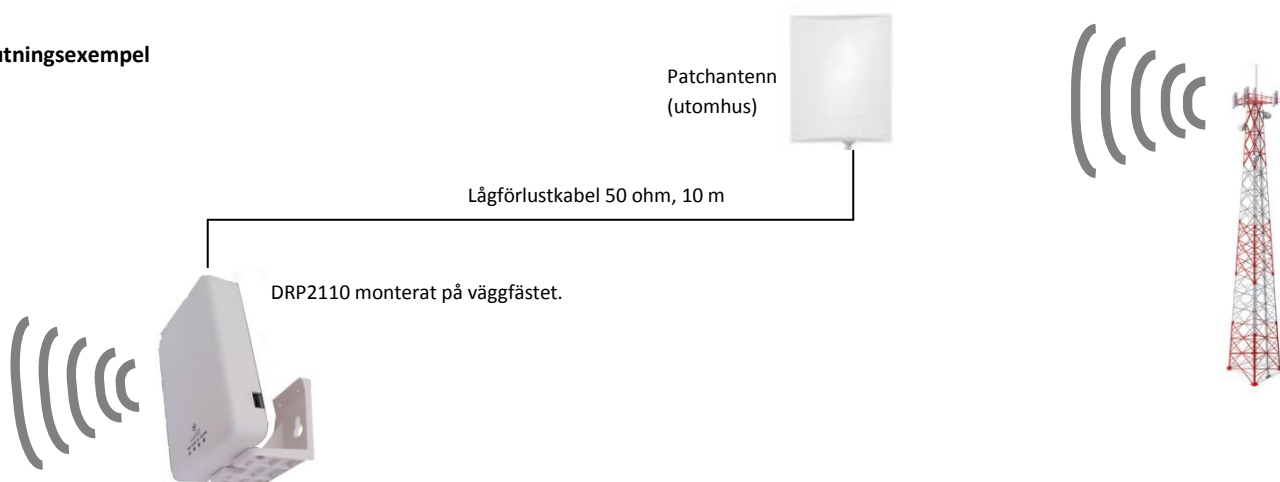 utningsexempel
Patchantenn
(utomhus)
Lågförlustkabel 50 ohm, 10 m
DRP2110 monterat på väggfästet.